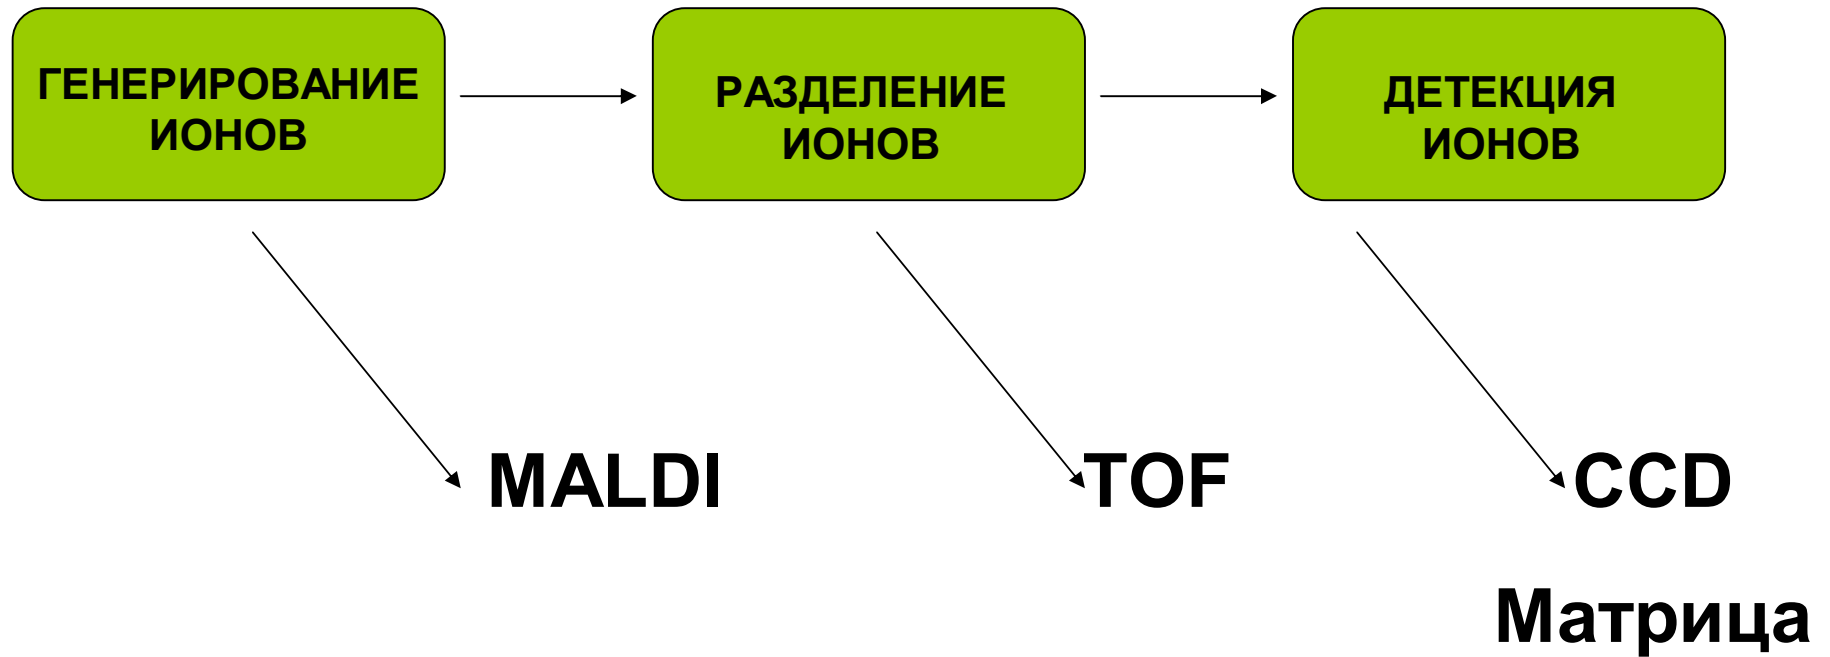 ГЕНЕРИРОВАНИЕ
ИОНОВ
РАЗДЕЛЕНИЕ
ИОНОВ
ДЕТЕКЦИЯ
ИОНОВ
MALDI
TOF
CCD
Матрица